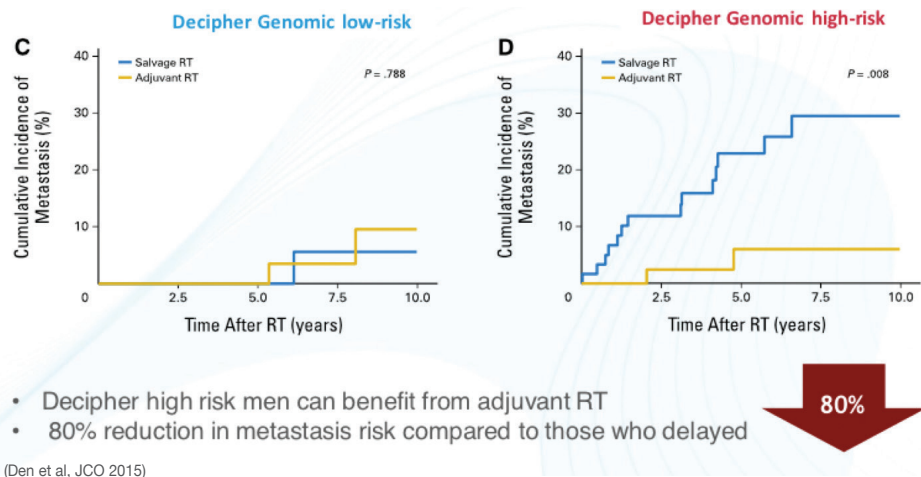 Decipher Genomic low-risk
Decipher Genomic high-risk
C
40
30
20
10
0
2.5
5.0
7.5
10.0
Cumulative Incidence of
Metastasis (%)
Salvage RT
Adjuvant RT
P = .788
Time After RT (years)
D
40
30
20
10
0
2.5
5.0
7.5
10.0
Cumulative Incidence of
Metastasis (%)
Salvage RT
Adjuvant RT
P = .008
Time After RT (years)
• Decipher high risk men can benefit from adjuvant RT
• 80% reduction in metastasis risk compared to those who delayed
80%
(Den et al, JCO 2015)